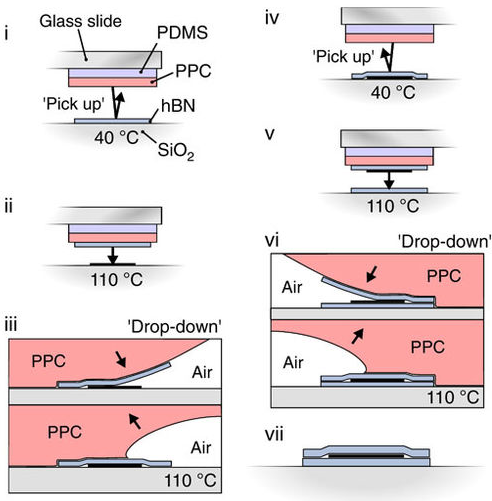 i
Glass slide
PDMS
PPC
'Pick up'
hBN
40 °C
SiO2
ii
110 °C
iii
'Drop-down'
PPC
Air
PPC
Air
110 °C
iv
'Pick up'
40 °C
v
110 °C
vi
'Drop-down'
Air
PPC
Air
PPC
110 °C
vii